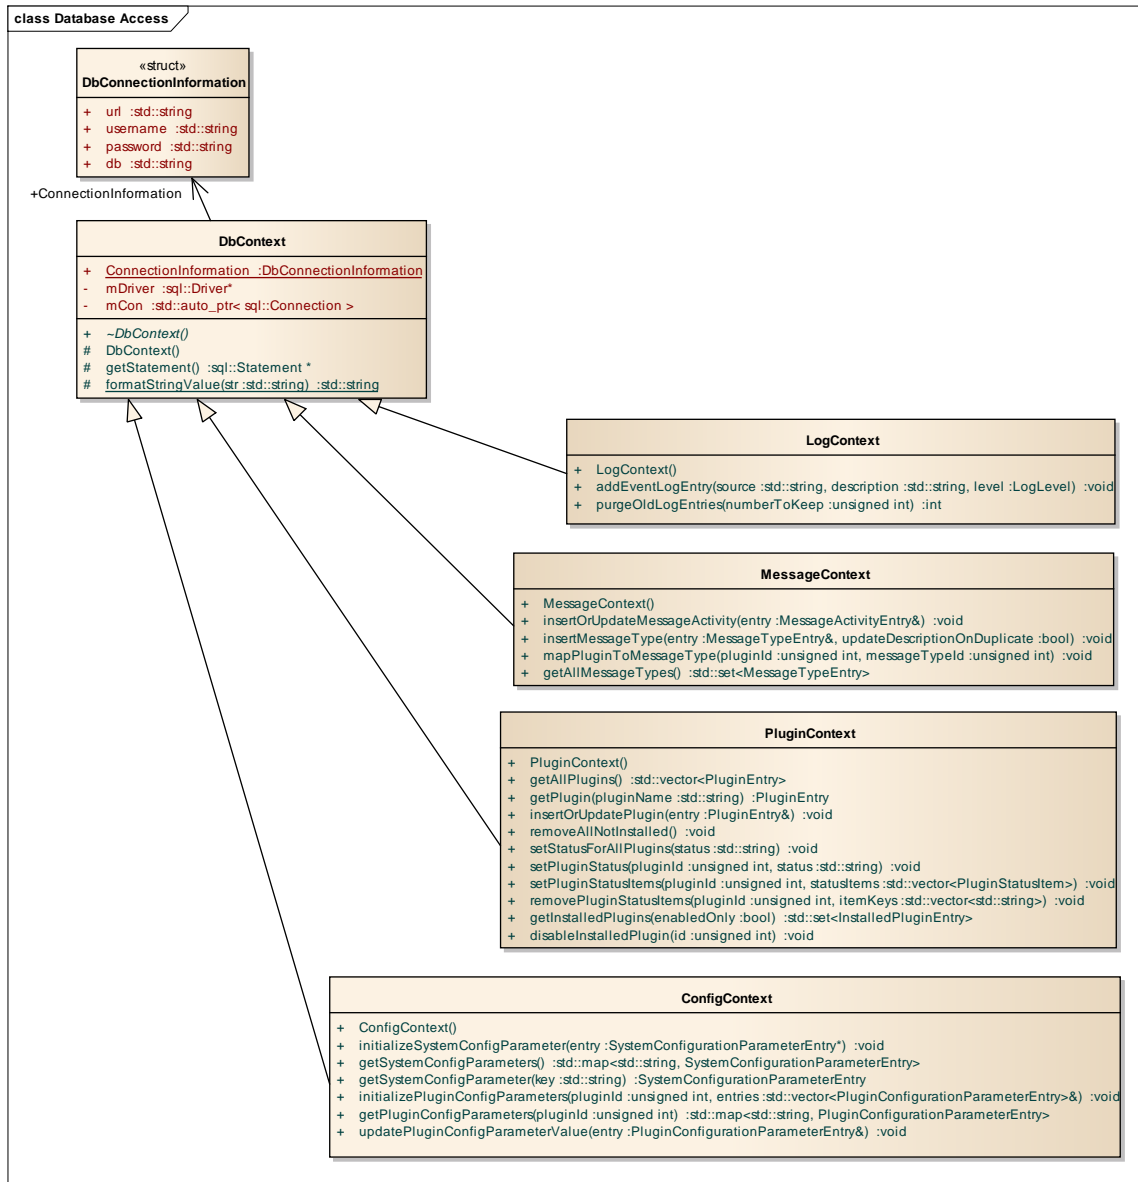 class Database Access
«struct»
DbConnectionInformation
+ url :std::string
+ username :std::string
+ password :std::string
+ db :std::string
+ConnectionInformation
DbContext
+ ConnectionInformation :DbConnectionInformation
- mDriver :sql::Driver*
- mCon :std::auto_ptr< sql::Connection >
+ ~DbContext()
# DbContext()
# getStatement() :sql::Statement *
# formatStringValue(str :std::string) :std::string
LogContext
+ LogContext()
+ addEventLogEntry(source :std::string, description :std::string, level :LogLevel) :void
+ purgeOldLogEntries(numberToKeep :unsigned int) :int
MessageContext
+ MessageContext()
+ insertOrUpdateMessageActivity(entry :MessageActivityEntry&) :void
+ insertMessageType(entry :MessageTypeEntry&, updateDescriptionOnDuplicate :bool) :void
+ mapPluginToMessageType(pluginId :unsigned int, messageTypeId :unsigned int) :void
+ getAllMessageTypes() :std::set<MessageTypeEntry>
PluginContext
+ PluginContext()
+ getAllPlugins() :std::vector<PluginEntry>
+ getPlugin(pluginName :std::string) :PluginEntry
+ insertOrUpdatePlugin(entry :PluginEntry&) :void
+ removeAllNotInstalled() :void
+ setStatusForAllPlugins(status :std::string) :void
+ setPluginStatus(pluginId :unsigned int, status :std::string) :void
+ setPluginStatusItems(pluginId :unsigned int, statusItems :std::vector<PluginStatusItem>) :void
+ removePluginStatusItems(pluginId :unsigned int, itemKeys :std::vector<std::string>) :void
+ getInstalledPlugins(enabledOnly :bool) :std::set<InstalledPluginEntry>
+ disableInstalledPlugin(id :unsigned int) :void
ConfigContext
+ ConfigContext()
+ initializeSystemConfigParameter(entry :SystemConfigurationParameterEntry*) :void
+ getSystemConfigParameters() :std::map<std::string, SystemConfigurationParameterEntry>
+ getSystemConfigParameter(key :std::string) :SystemConfigurationParameterEntry
+ initializePluginConfigParameters(pluginId :unsigned int, entries :std::vector<PluginConfigurationParameterEntry>&) :void
+ getPluginConfigParameters(pluginId :unsigned int) :std::map<std::string, PluginConfigurationParameterEntry>
+ updatePluginConfigParameterValue(entry :PluginConfigurationParameterEntry&) :void